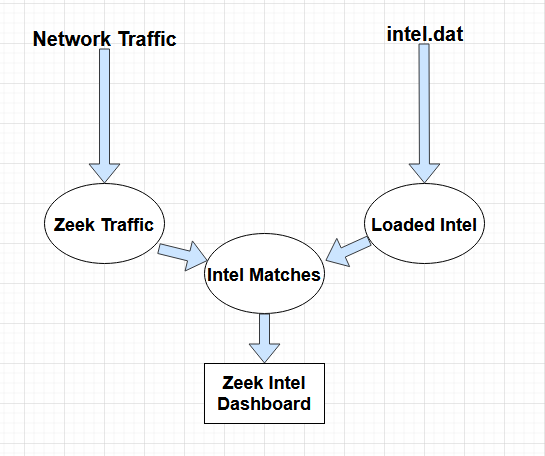 Network Traffic
intel.dat
Zeek Traffic
Loaded Intel
Intel Matches
Zeek Intel
Dashboard